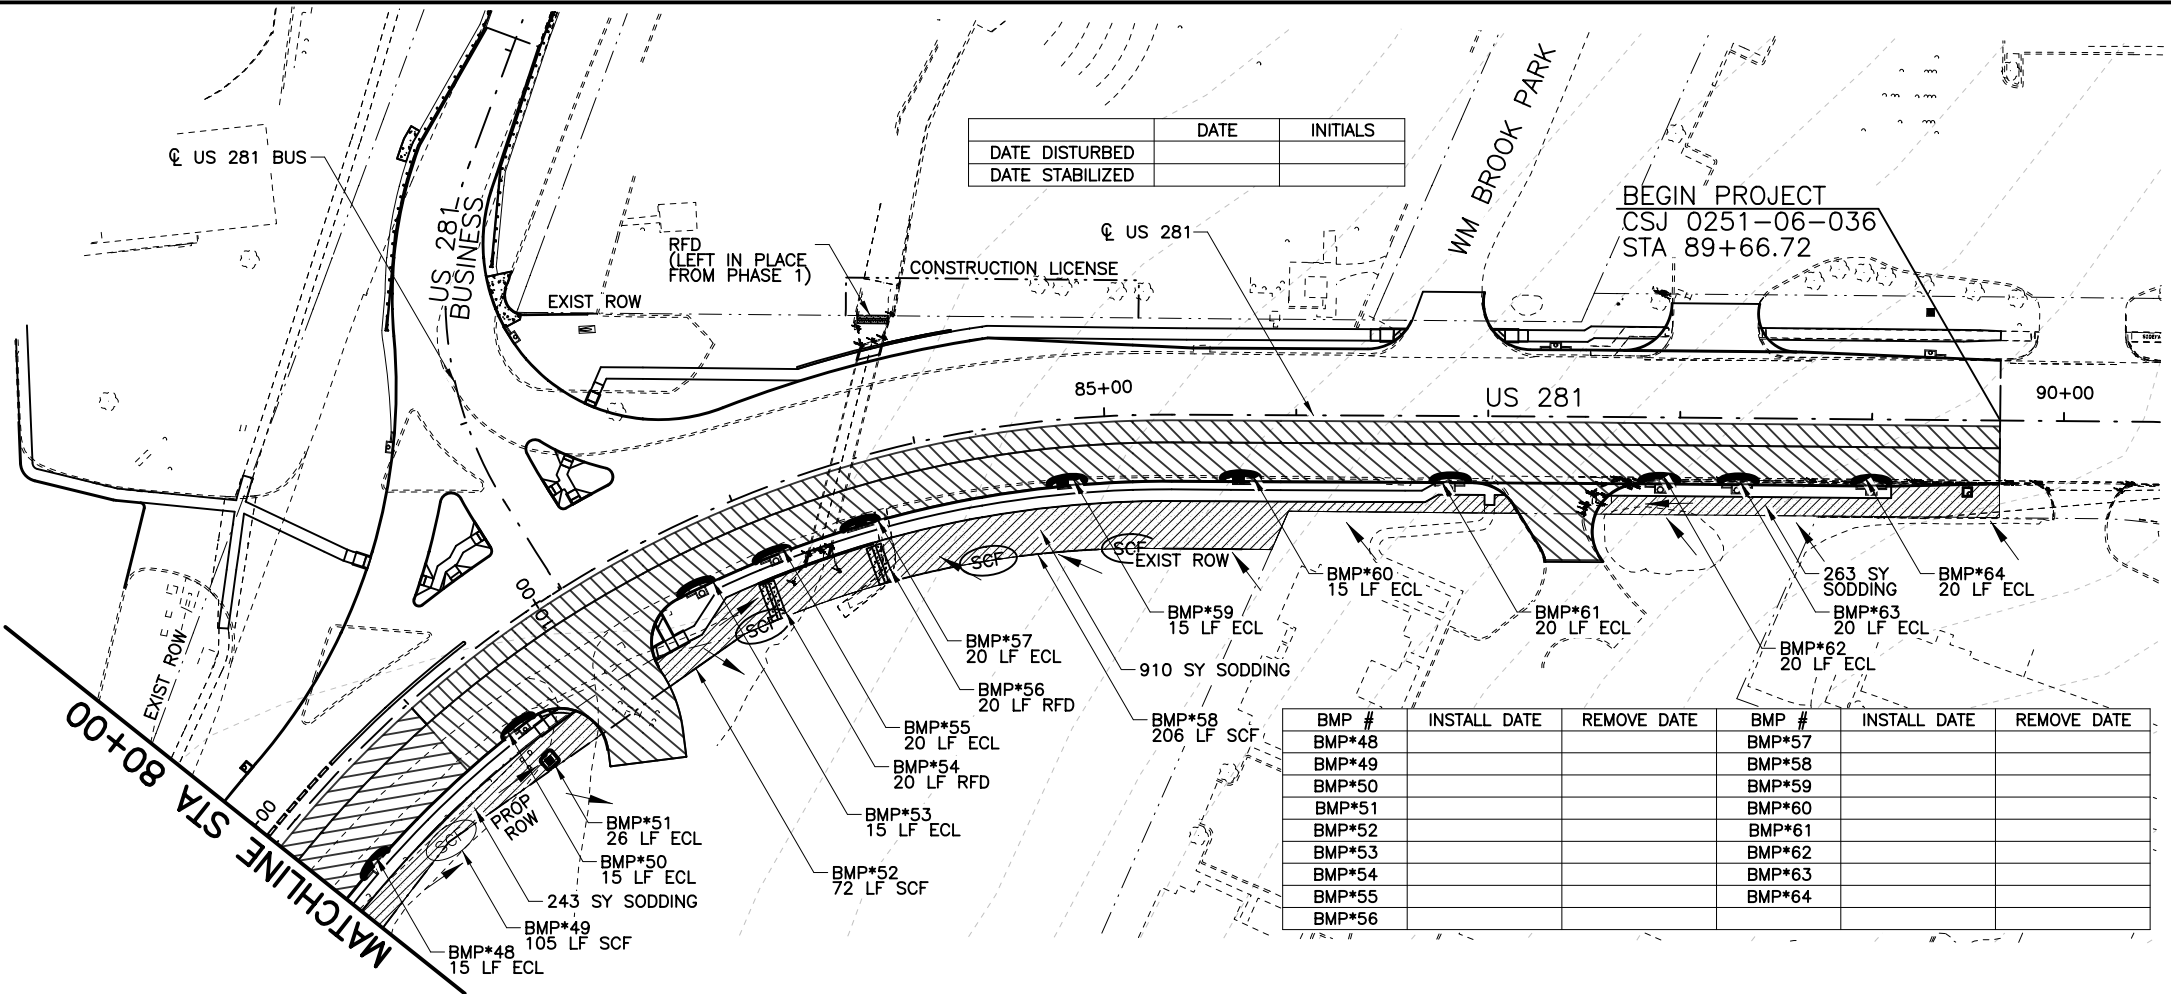 DATE INITIALS
DATE DISTURBED
DATE STABILIZED
℄ US 281 BUS
US 281
BUSINESS
RFD
(LEFT IN PLACE
FROM PHASE 1)
CONSTRUCTION LICENSE
EXIST ROW
℄ US 281
WM BROOK PARK
BEGIN PROJECT
CSJ 0251-06-036
STA 89+66.72
85+00
US 281
90+00
SCF
SCF
EXIST ROW
SCF
00+01
EXIST ROW
MATCHLINE STA 80+00
00
PROP
ROW
SCF
BMP*60
15 LF ECL
BMP*59
15 LF ECL
BMP*61
20 LF ECL
263 SY
SODDING
BMP*64
20 LF ECL
BMP*63
20 LF ECL
BMP*62
20 LF ECL
BMP*57
20 LF ECL
910 SY SODDING
BMP*56
20 LF RFD
BMP*58
206 LF SCF
BMP*55
20 LF ECL
BMP*54
20 LF RFD
BMP*53
15 LF ECL
BMP*52
72 LF SCF
BMP*51
26 LF ECL
BMP*50
15 LF ECL
243 SY SODDING
BMP*49
105 LF SCF
BMP*48
15 LF ECL
BMP # INSTALL DATE REMOVE DATE BMP # INSTALL DATE REMOVE DATE
BMP*48 BMP*57
BMP*49 BMP*58
BMP*50 BMP*59
BMP*51 BMP*60
BMP*52 BMP*61
BMP*53 BMP*62
BMP*54 BMP*63
BMP*55 BMP*64
BMP*56